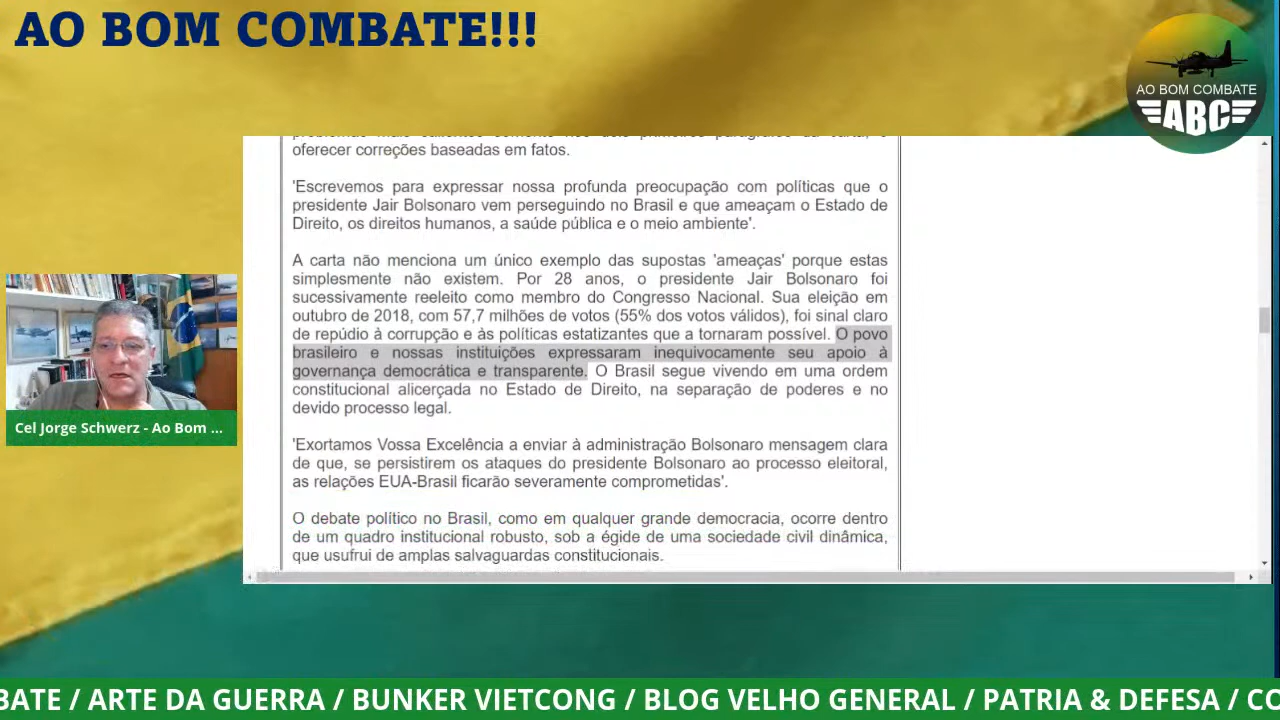 AO BOM COMBATE!!!
AO BOM COMBATE
ABC
oferecer correções baseadas em fatos.
'Escrevemos para expressar nossa profunda preocupação com políticas que o
presidente Jair Bolsonaro vem perseguindo no Brasil e que ameaçam o Estado de
Direito, os direitos humanos, a saúde pública e o meio ambiente'.
A carta não menciona um único exemplo das supostas 'ameaças' porque estas
simplesmente não existem. Por 28 anos, o presidente Jair Bolsonaro foi
sucessivamente reeleito como membro do Congresso Nacional. Sua eleição em
outubro de 2018, com 57,7 milhões de votos (55% dos votos válidos), foi sinal claro
de repúdio à corrupção e às políticas estatizantes que a tornaram possível. O povo
brasileiro e nossas instituições expressaram inequivocamente seu apoio à
governança democrática e transparente. O Brasil segue vivendo em uma ordem
constitucional alicerçada no Estado de Direito, na separação de poderes e no
devido processo legal.
'Exortamos Vossa Excelência a enviar à administração Bolsonaro mensagem clara
de que, se persistirem os ataques do presidente Bolsonaro ao processo eleitoral,
as relações EUA-Brasil ficarão severamente comprometidas'.
O debate político no Brasil, como em qualquer grande democracia, ocorre dentro
de um quadro institucional robusto, sob a égide de uma sociedade civil dinâmica,
que usufrui de amplas salvaguardas constitucionais.
Cel Jorge Schwerz - Ao Bom ...
BATE / ARTE DA GUERRA / BUNKER VIETCONG / BLOG VELHO GENERAL / PATRIA & DEFESA / CO